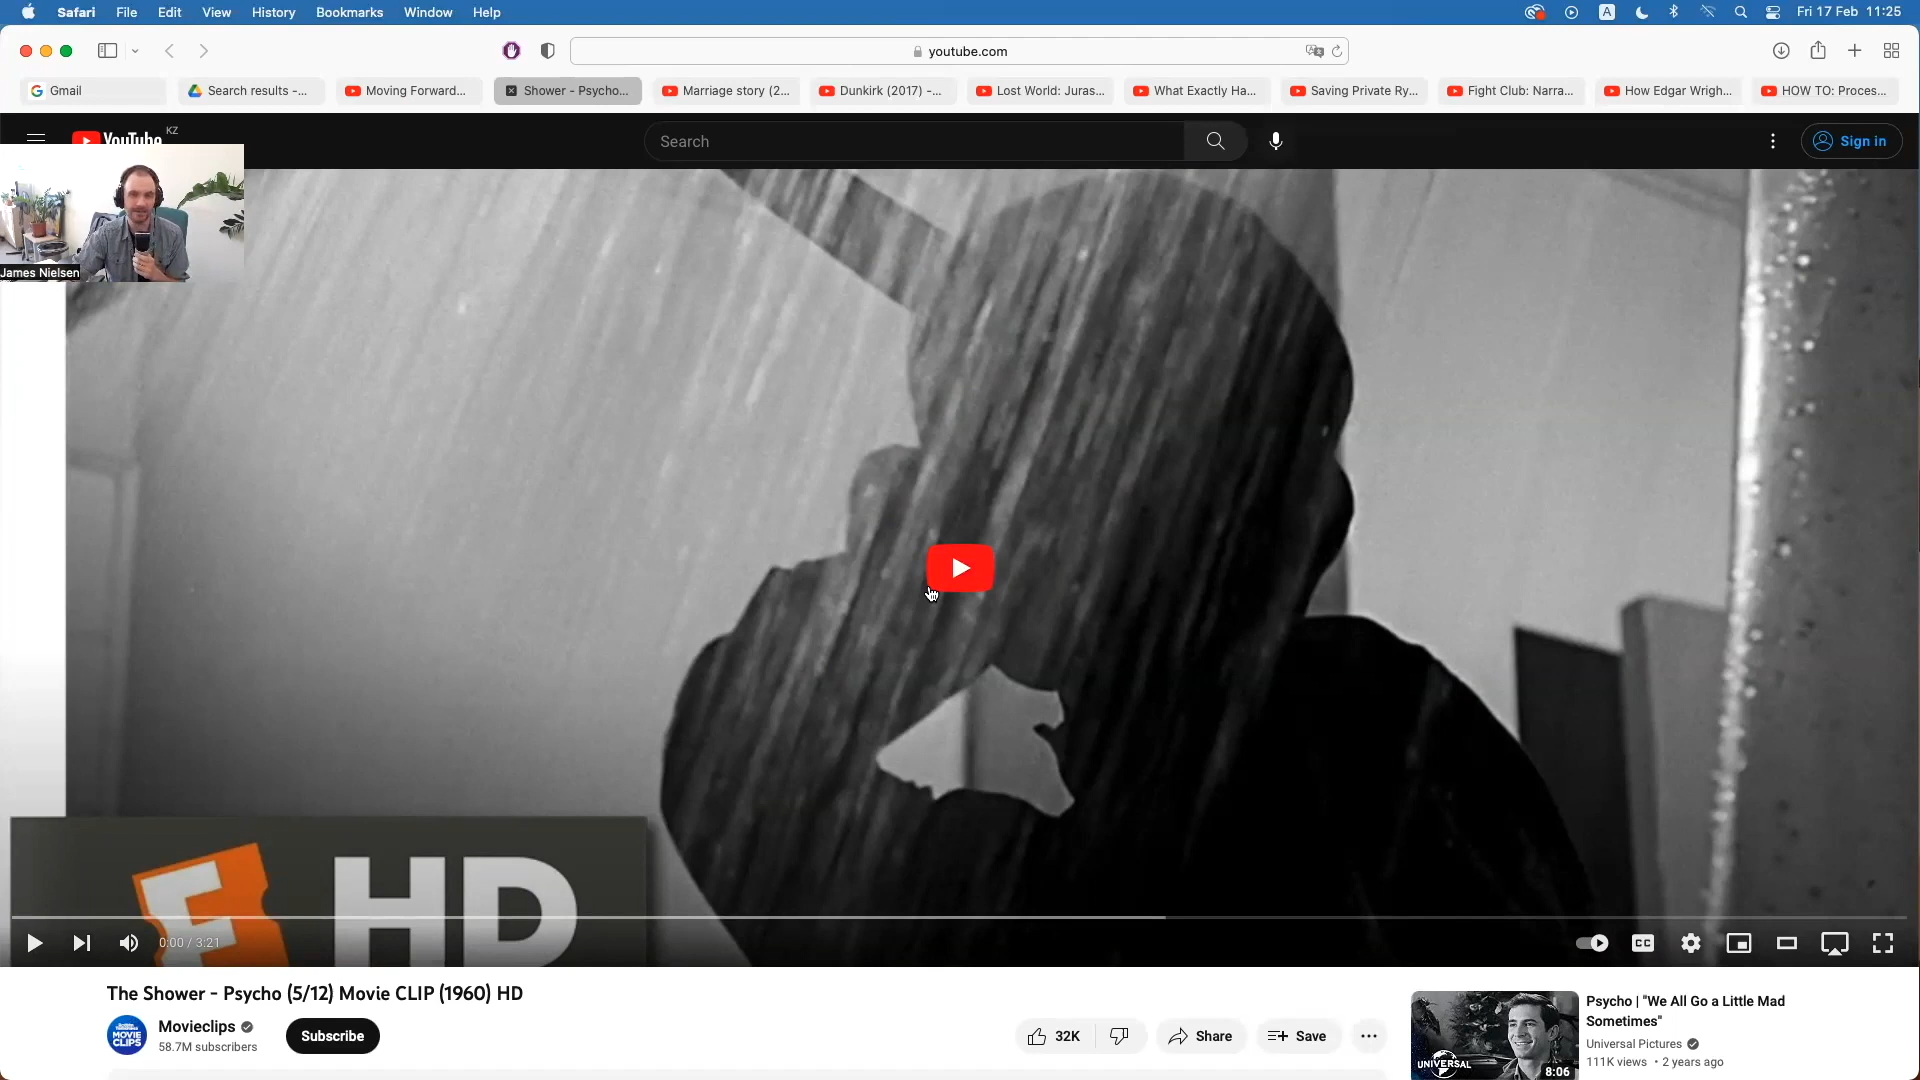 Safari File Edit View History Bookmarks Window Help
A
Fri 17 Feb 11:25
youtube.com
Gmail
Search results -...
Moving Forward...
Shower - Psycho...
Marriage story (2...
Dunkirk (2017) -...
Lost World: Juras...
What Exactly Ha...
Saving Private Ry...
Fight Club: Narra...
How Edgar Wrigh...
HOW TO: Proces...
YouTube KZ
Search
Sign in
James Nielsen
HD
0:00 / 3:21
CC
The Shower - Psycho (5/12) Movie CLIP (1960) HD
MOVIE
CLIPS
Movieclips
58.7M subscribers
Subscribe
32K
Share
Save
UNIVERSAL
8:06
Psycho | "We All Go a Little Mad
Sometimes"
Universal Pictures
111K views • 2 years ago